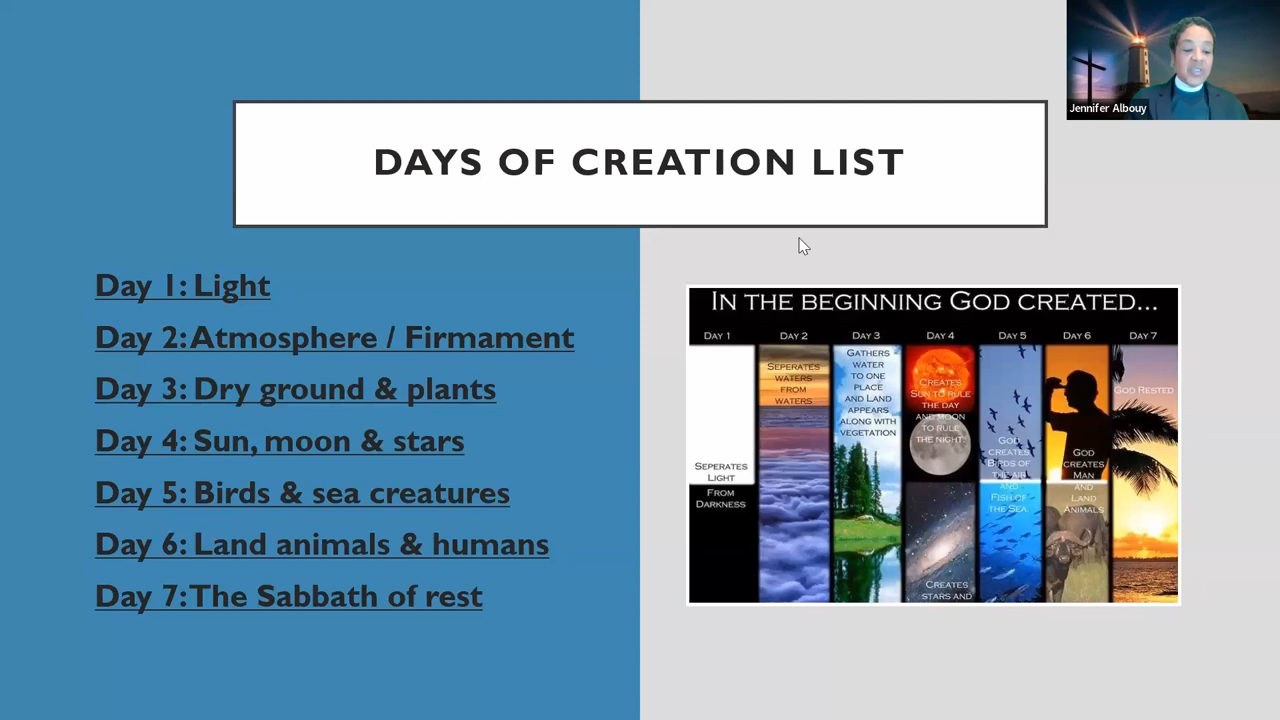 Jennifer Albouy
DAYS OF CREATION LIST
Day 1: Light
Day 2: Atmosphere / Firmament
Day 3: Dry ground & plants
Day 4: Sun, moon & stars
Day 5: Birds & sea creatures
Day 6: Land animals & humans
Day 7: The Sabbath of rest
IN THE BEGINNING GOD CREATED...
DAY 1
SEPERATES
LIGHT
FROM
DARKNESS
DAY 2
SEPERATES
WATERS
FROM
WATERS
DAY 3
GATHERS
WATER
TO ONE
PLACE
AND LAND
APPEARS
ALONG WITH
VEGETATION
DAY 4
CREATES
SUN TO RULE
THE DAY
AND MOON
TO RULE
THE NIGHT.
CREATES
STARS AND
DAY 5
GOD
CREATES
BIRDS OF
THE AIR
AND
FISH OF
THE SEA.
DAY 6
GOD
CREATES
MAN
AND
LAND
ANIMALS
DAY 7
GOD RESTED